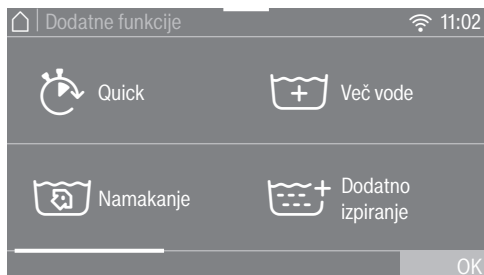 Dodatne funkcije
11:02
Quick
Več vode
Namakanje
Dodatno
izpiranje
OK